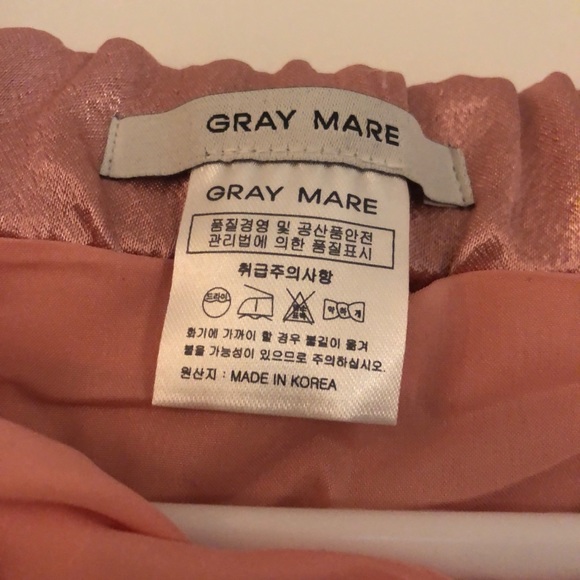 GRAY MARE
GRAY MARE
품질경영 및 공산품안전
관리법에 의한 품질표시
취급주의사항
드라이 약하게
화기에 가까이 할 경우 불길이 옮겨
붙을 가능성이 있으므로 주의하십시오.
원산지 : MADE IN KOREA